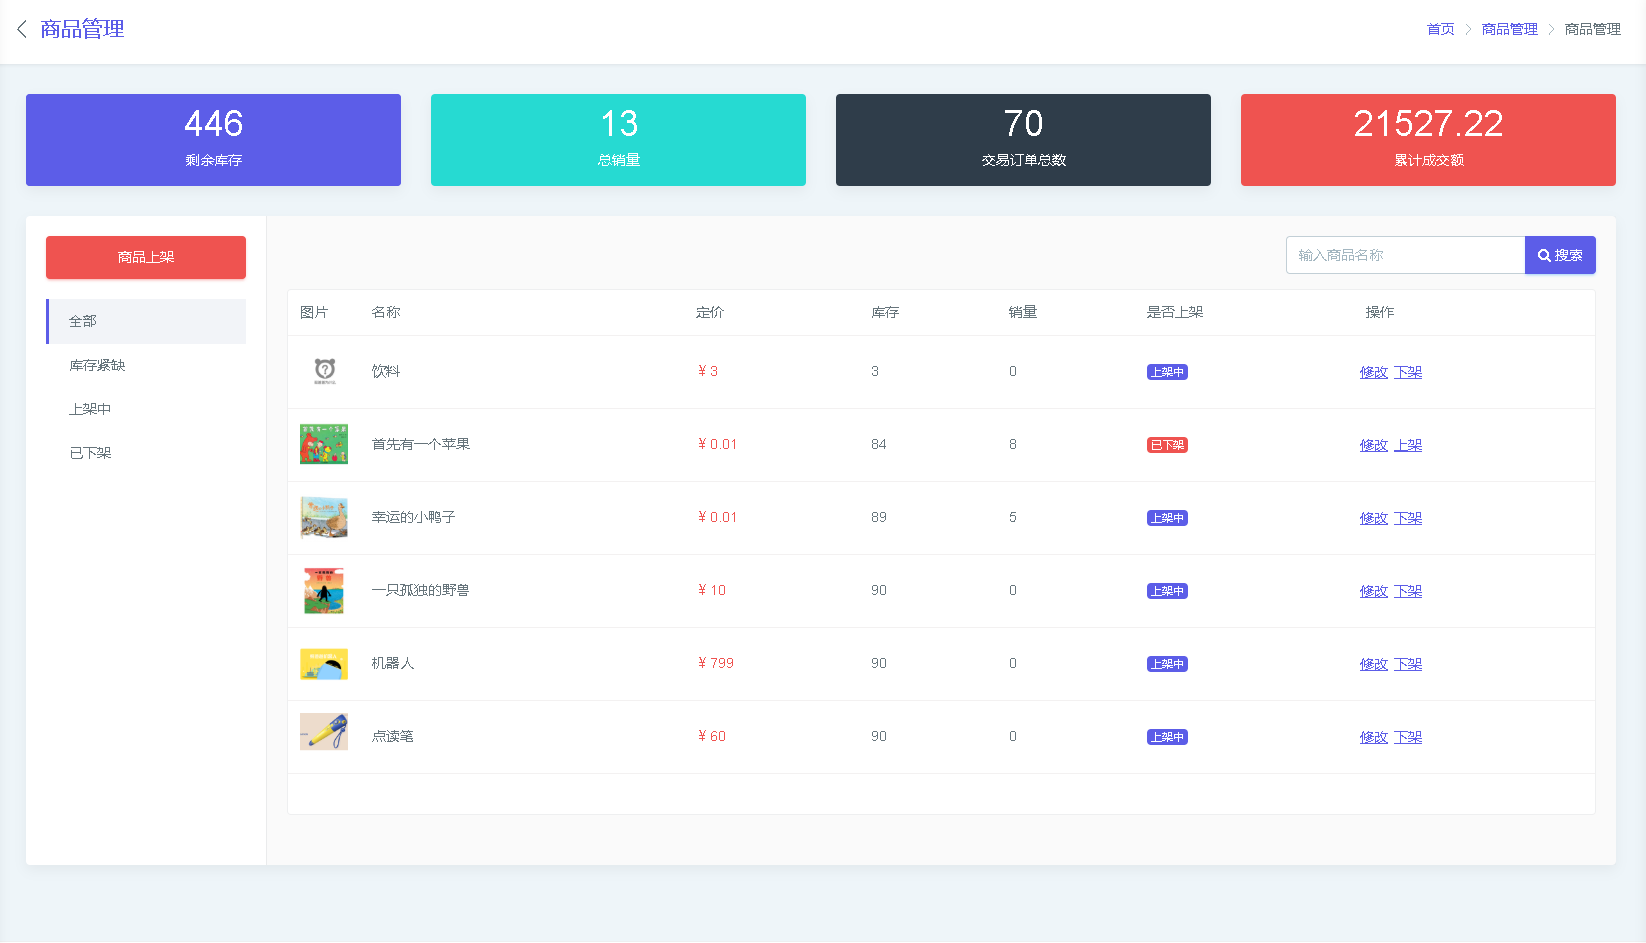 商品管理
首页 > 商品管理 > 商品管理
446
剩余库存
13
总销量
70
交易订单总数
21527.22
累计成交额
商品上架
全部
库存紧缺
上架中
已下架
输入商品名称
搜索
图片 名称 定价 库存 销量 是否上架 操作
饮料 ¥ 3 3 0 上架中 修改 下架
首先有一个苹果 ¥ 0.01 84 8 已下架 修改 上架
幸运的小鸭子 ¥ 0.01 89 5 上架中 修改 下架
一只孤独的野兽 ¥ 10 90 0 上架中 修改 下架
机器人 ¥ 799 90 0 上架中 修改 下架
点读笔 ¥ 60 90 0 上架中 修改 下架